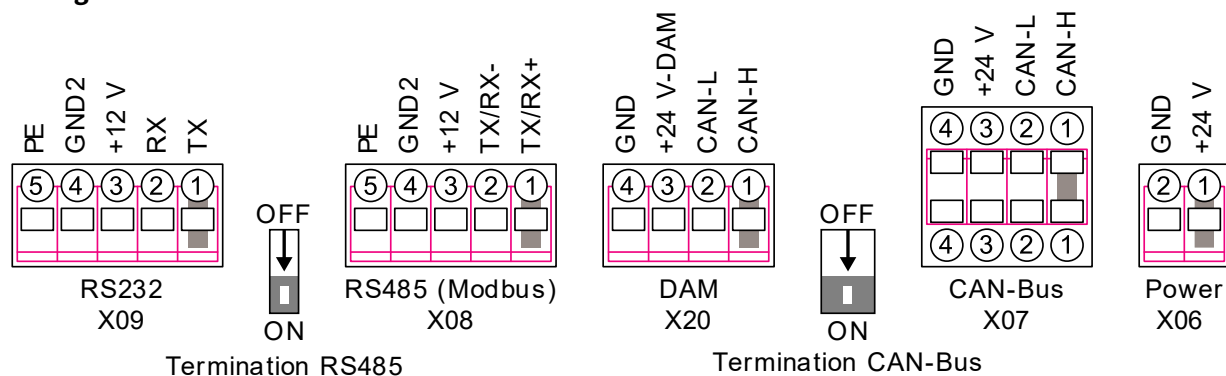 PE GND2 +12 V RX TX
5 4 3 2 1
RS232
X09
OFF
ON
Termination RS485
PE GND2 +12 V TX/RX- TX/RX+
5 4 3 2 1
RS485 (Modbus)
X08
GND +24 V-DAM CAN-L CAN-H
4 3 2 1
DAM
X20
OFF
ON
Termination CAN-Bus
GND +24 V CAN-L CAN-H
4 3 2 1
4 3 2 1
CAN-Bus
X07
GND +24 V
2 1
Power
X06